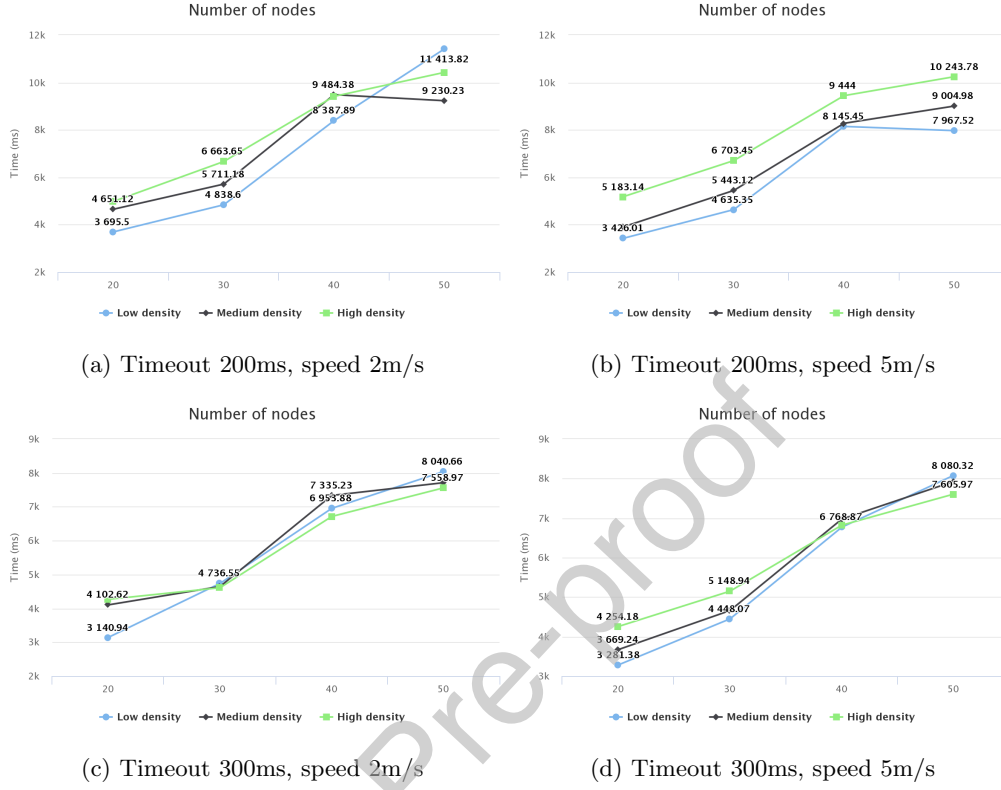 Number of nodes
12k
10k
8k
6k
4k
2k
Time (ms)
4 651.12
3 695.5
6 663.65
5 711.18
4 838.6
9 484.38
8 387.89
11 413.82
9 230.23
20 30 40 50
Low density Medium density High density
(a) Timeout 200ms, speed 2m/s
Number of nodes
12k
10k
8k
6k
4k
2k
Time (ms)
5 183.14
3 426.01
6 703.45
5 443.12
4 635.35
9 444
8 145.45
10 243.78
9 004.98
7 967.52
20 30 40 50
Low density Medium density High density
(b) Timeout 200ms, speed 5m/s
Number of nodes
9k
8k
7k
6k
5k
4k
3k
2k
Time (ms)
4 102.62
3 140.94
4 736.55
7 335.23
6 953.88
8 040.66
7 558.97
20 30 40 50
Low density Medium density High density
(c) Timeout 300ms, speed 2m/s
Number of nodes
9k
8k
7k
6k
5k
4k
3k
Time (ms)
4 254.18
3 669.24
3 281.38
5 148.94
4 448.07
6 768.87
8 080.32
7 605.97
20 30 40 50
Low density Medium density High density
(d) Timeout 300ms, speed 5m/s
Pre-proof